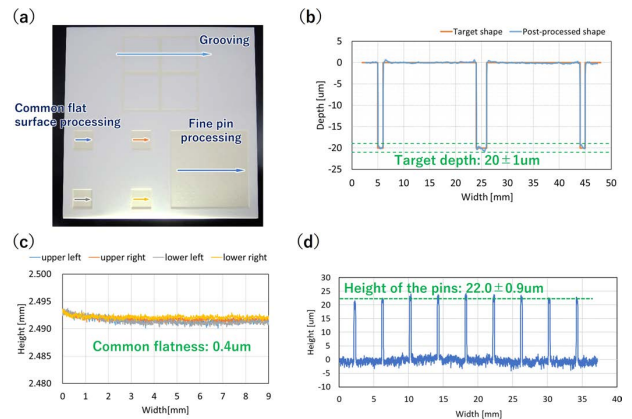 (a)
Grooving
Common flat
surface processing
Fine pin
processing
(b)
Target shape Post-processed shape
5
0
-5
-10
-15
-20
-25
Depth [um]
Target depth: 20±1um
0 5 10 15 20 25 30 35 40 45 50
Width [mm]
(c)
upper left upper right lower left lower right
2.500
2.495
2.490
2.485
2.480
Height [mm]
Common flatness: 0.4um
0 1 2 3 4 5 6 7 8 9
Width[mm]
(d)
30
25
20
15
10
5
0
-5
-10
Height [um]
Height of the pins: 22.0±0.9um
0 5 10 15 20 25 30 35 40
Width [mm]